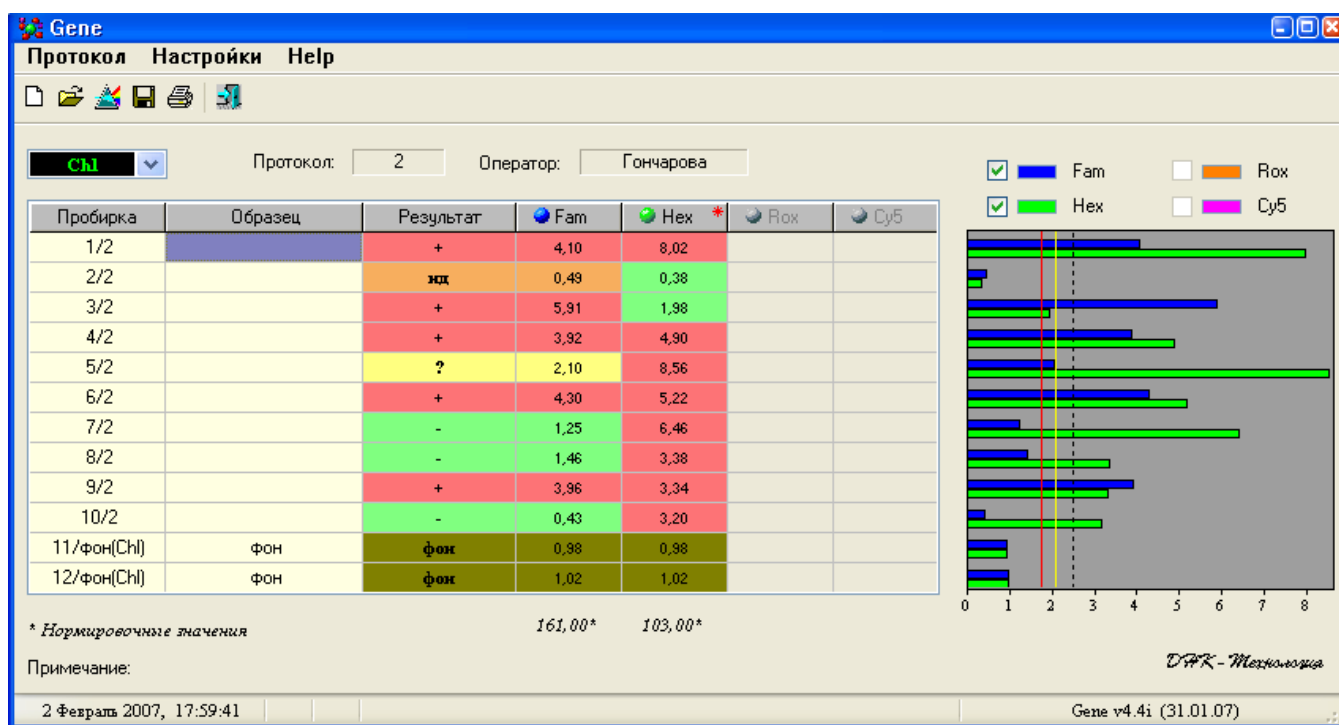 Gene
Протокол Настройки Help
Chl Протокол: 2 Оператор: Гончарова
Fam Rox
Hex Cy5
Пробирка Образец Результат Fam Hex * Rox Cy5
1/2 + 4,10 8,02
2/2 нд 0,49 0,38
3/2 + 5,91 1,98
4/2 + 3,92 4,90
5/2 ? 2,10 8,56
6/2 + 4,30 5,22
7/2 - 1,25 6,46
8/2 - 1,46 3,38
9/2 + 3,96 3,34
10/2 - 0,43 3,20
11/фон(Chl) фон фон 0,98 0,98
12/фон(Chl) фон фон 1,02 1,02
0 1 2 3 4 5 6 7 8
* Нормировочные значения 161,00* 103,00*
Примечание:
ДНК-Технология
2 Февраль 2007, 17:59:41 Gene v4.4i (31.01.07)